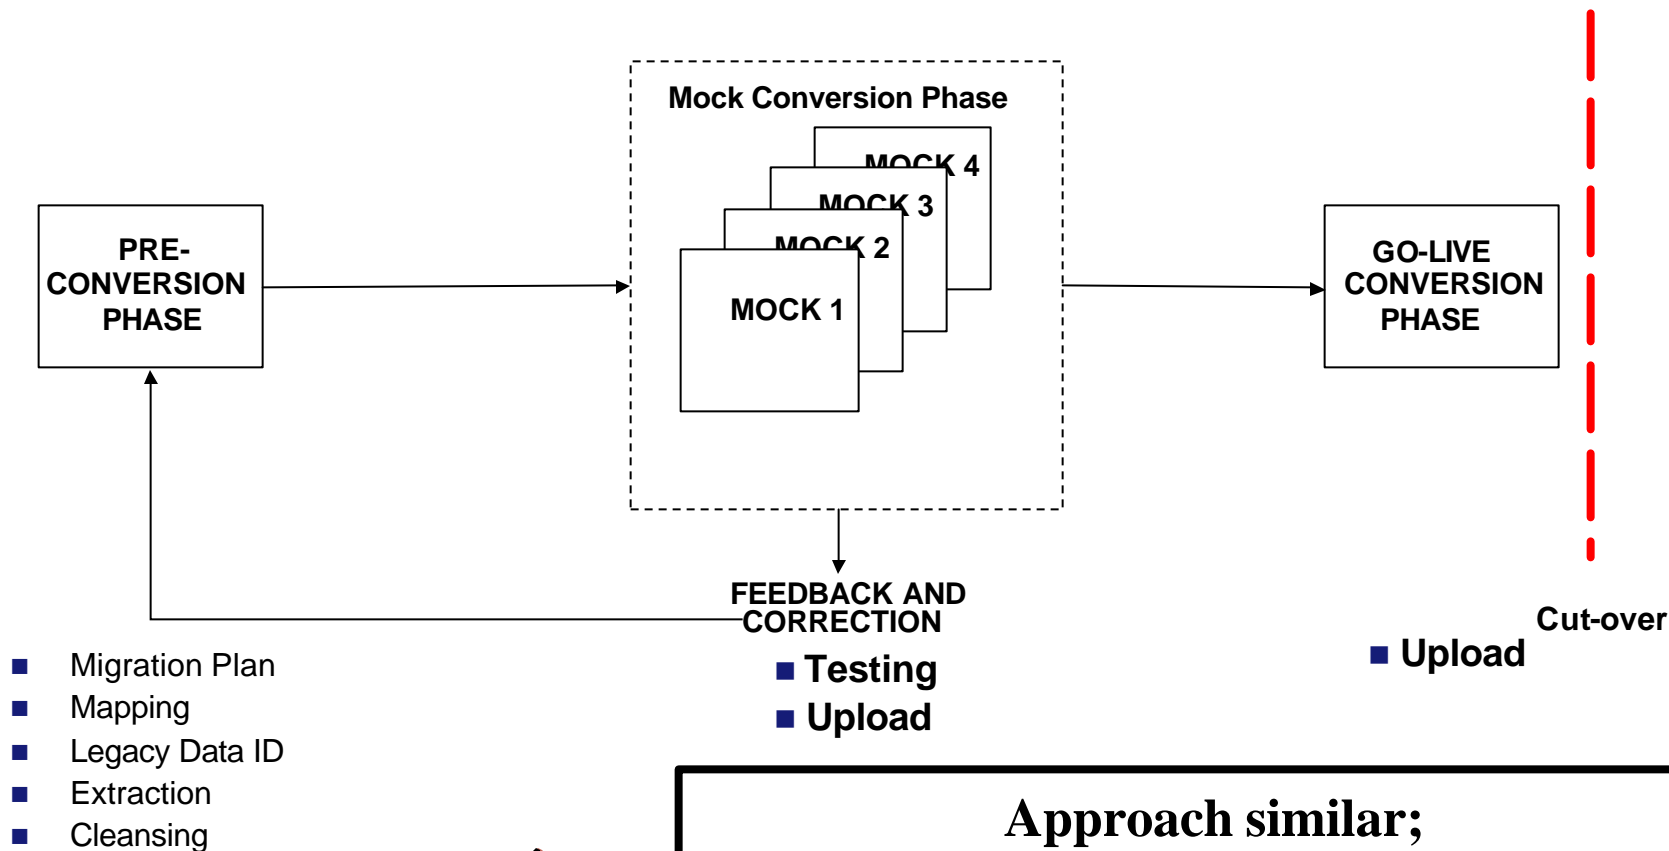 Mock Conversion Phase
MOCK 4
MOCK 3
MOCK 2
MOCK 1
PRE-
CONVERSION
PHASE
GO-LIVE
CONVERSION
PHASE
FEEDBACK AND
CORRECTION
Cut-over
■ Migration Plan
■ Mapping
■ Legacy Data ID
■ Extraction
■ Cleansing
■ Testing
■ Upload
■ Upload
Approach similar;